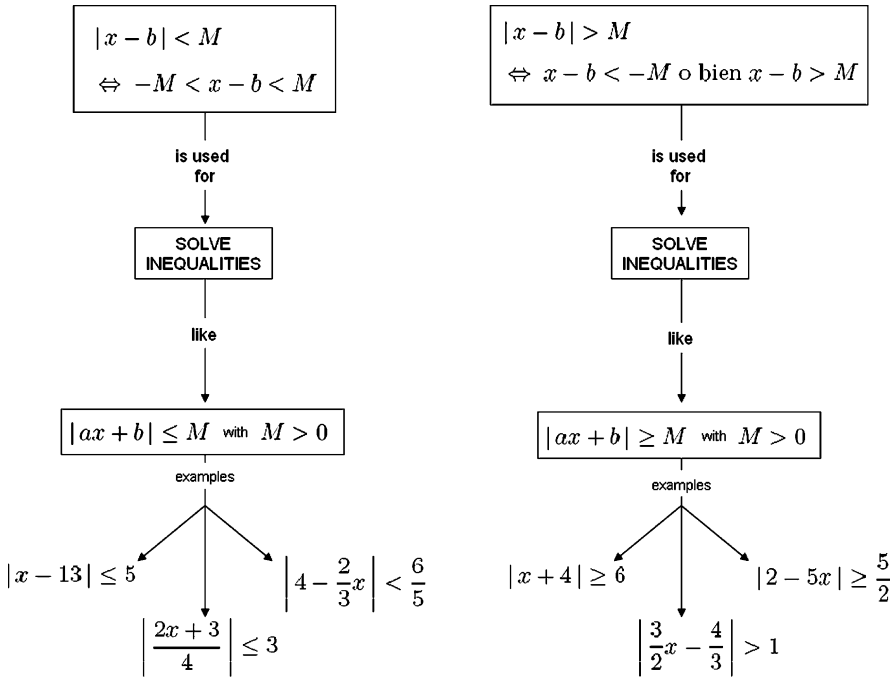 |x − b| < M
⇔ −M < x − b < M
is used
for
SOLVE
INEQUALITIES
like
|ax + b| ≤ M with M > 0
examples
|x − 13| ≤ 5
|4 − 2/3 x| < 6/5
|(2x + 3)/4| ≤ 3
|x − b| > M
⇔ x − b < −M o bien x − b > M
is used
for
SOLVE
INEQUALITIES
like
|ax + b| ≥ M with M > 0
examples
|x + 4| ≥ 6
|2 − 5x| ≥ 5/2
|3/2 x − 4/3| > 1